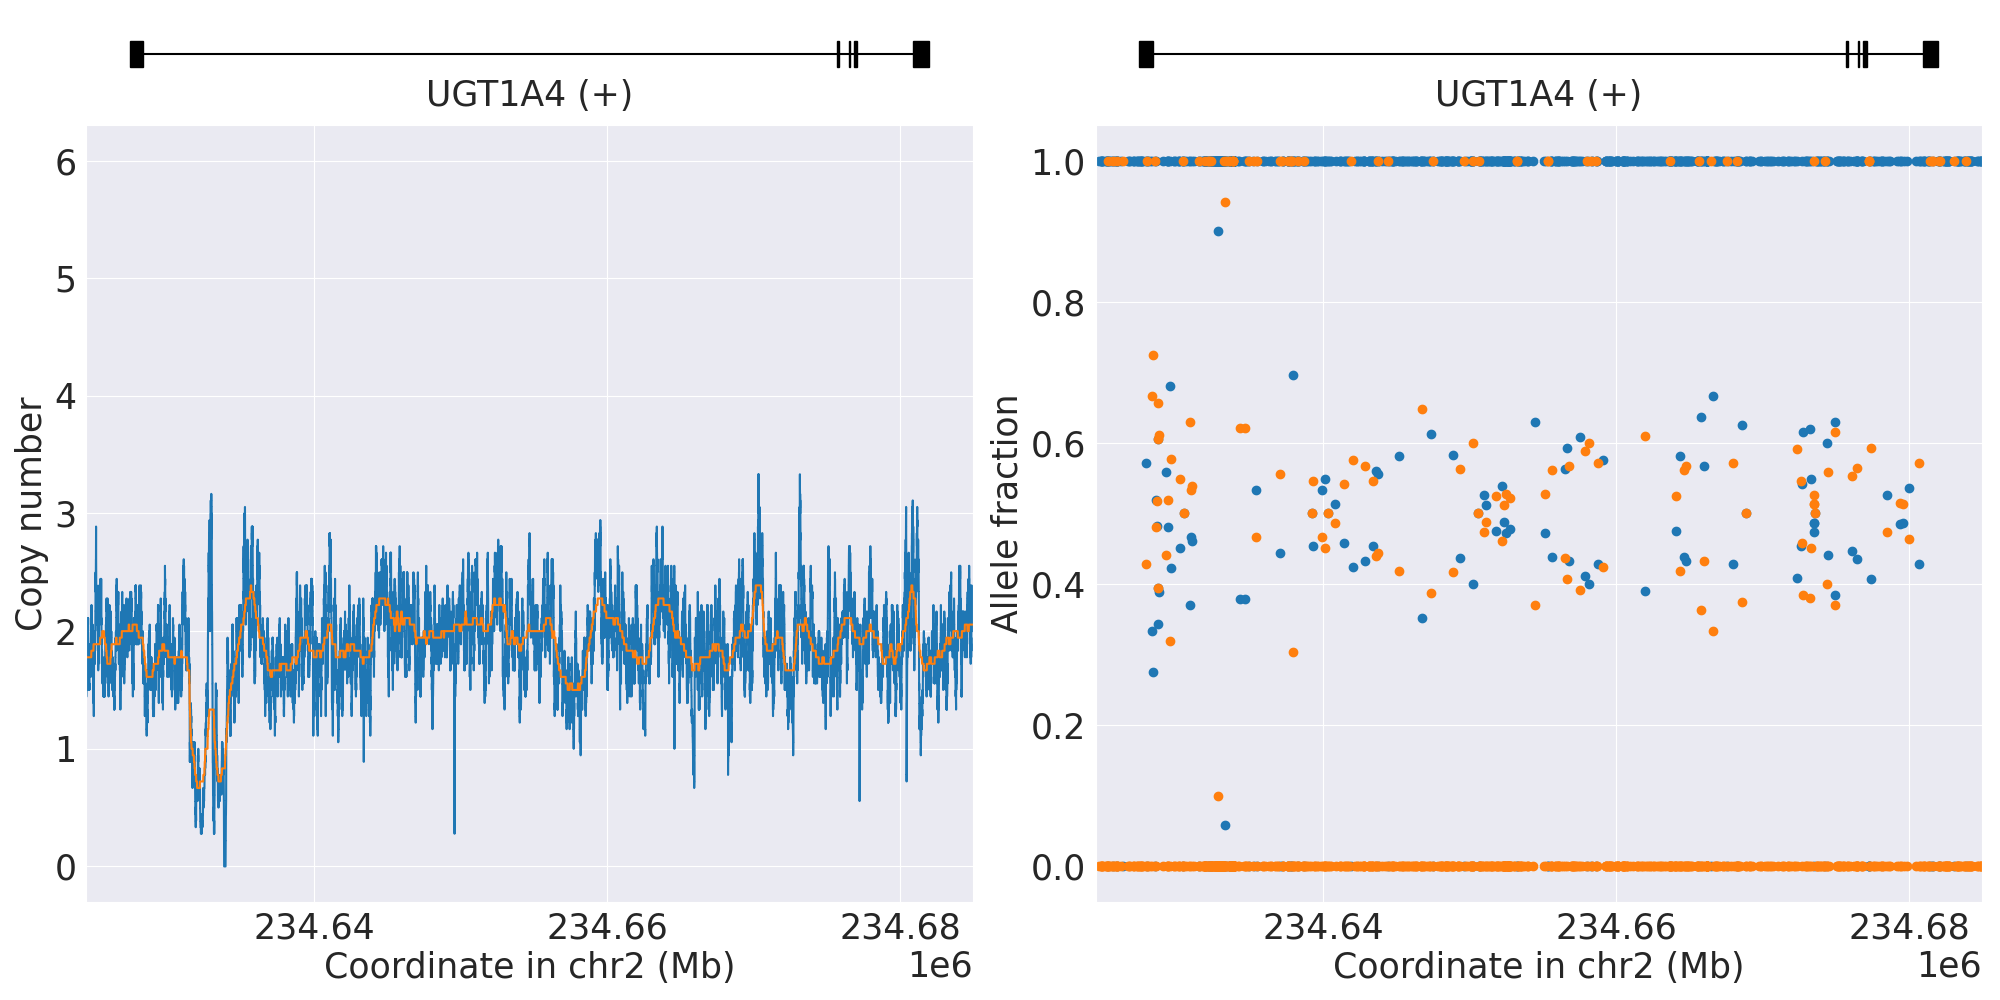 UGT1A4 (+)
6
5
4
3
2
1
0
Copy number
234.64
234.66
234.68
Coordinate in chr2 (Mb)
1e6
UGT1A4 (+)
1.0
0.8
0.6
0.4
0.2
0.0
Allele fraction
234.64
234.66
234.68
Coordinate in chr2 (Mb)
1e6